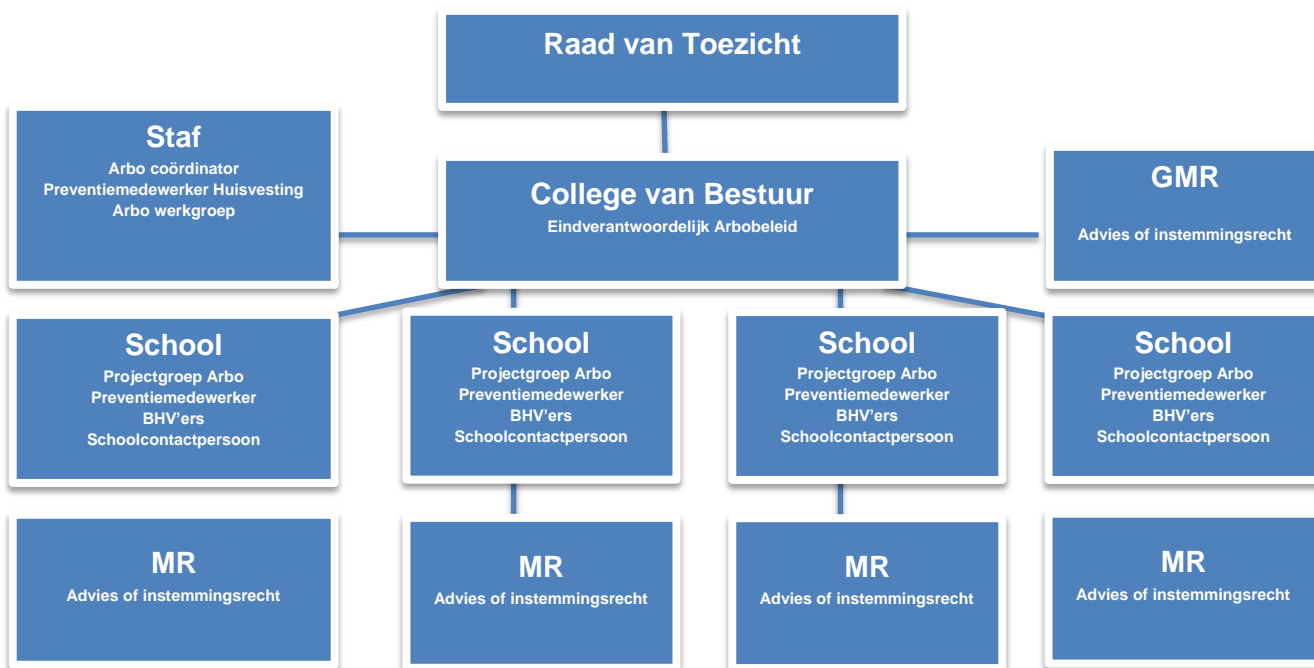 Raad van Toezicht
Staf
Arbo coördinator
Preventiemedewerker Huisvesting
Arbo werkgroep
College van Bestuur
Eindverantwoordelijk Arbobeleid
GMR
Advies of instemmingsrecht
School
Projectgroep Arbo
Preventiemedewerker
BHV’ers
Schoolcontactpersoon
School
Projectgroep Arbo
Preventiemedewerker
BHV’ers
Schoolcontactpersoon
School
Projectgroep Arbo
Preventiemedewerker
BHV’ers
Schoolcontactpersoon
School
Projectgroep Arbo
Preventiemedewerker
BHV’ers
Schoolcontactpersoon
MR
Advies of instemmingsrecht
MR
Advies of instemmingsrecht
MR
Advies of instemmingsrecht
MR
Advies of instemmingsrecht